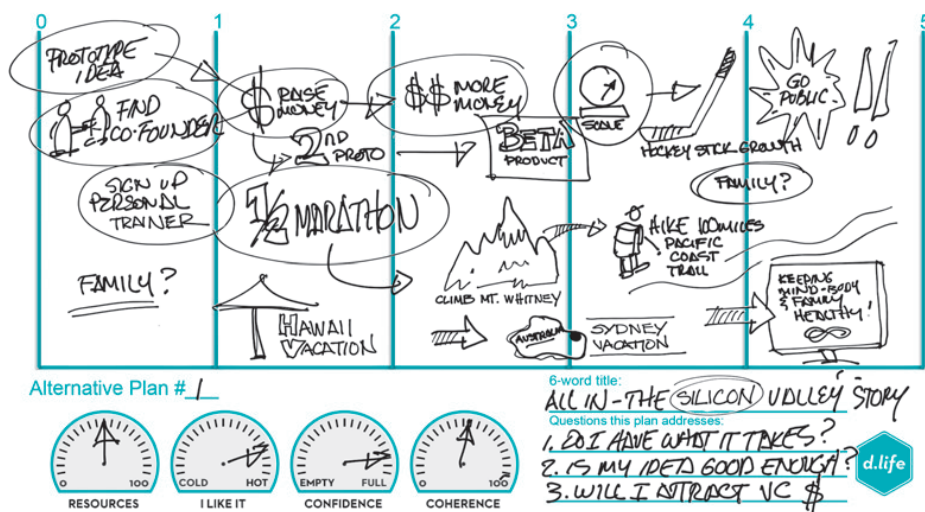 0 1 2 3 4 5
PROTOTYPE
IDEA
FIND
CO-FOUNDER
SIGN UP
PERSONAL
TRAINER
FAMILY?
$ RAISE
MONEY
2ND
PROTO
1/2 MARATHON
HAWAII
VACATION
$$ MORE
MONEY
BETA
PRODUCT
CLIMB MT. WHITNEY
AUSTRALIA
SCALE
HOCKEY STICK GROWTH
HIKE 100 MILES
PACIFIC
COAST
TRAIL
SYDNEY
VACATION
GO
PUBLIC
!!
FAMILY?
KEEPING
MIND-BODY
& FAMILY
HEALTHY!
Alternative Plan # 1
0 100
RESOURCES
COLD HOT
I LIKE IT
EMPTY FULL
CONFIDENCE
0 100
COHERENCE
6-word title:
ALL IN-THE SILICON VALLEY STORY
Questions this plan addresses:
1. DO I HAVE WHAT IT TAKES?
2. IS MY IDEA GOOD ENOUGH?
3. WILL I ATTRACT VC $
d.life